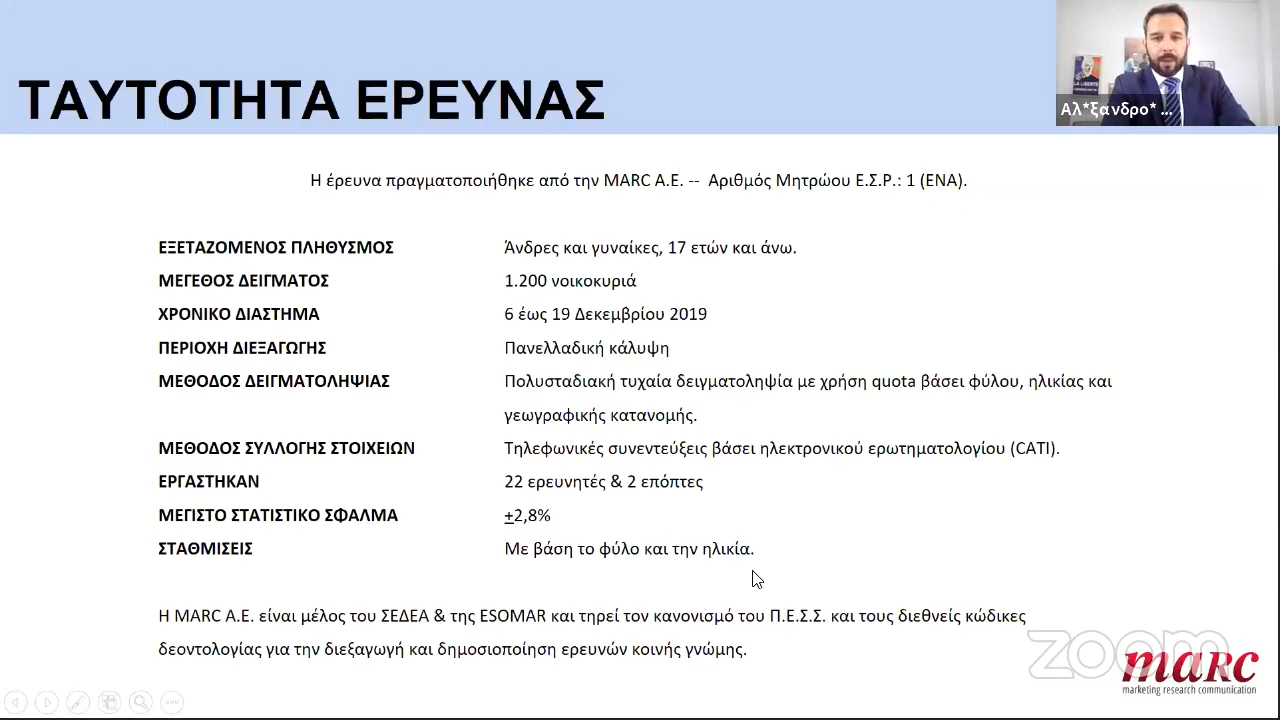 ΤΑΥΤΟΤΗΤΑ ΕΡΕΥΝΑΣ
LA LIBERTÉ
Αλ*ξανδρο* ...
Η έρευνα πραγματοποιήθηκε από την MARC A.E. -- Αριθμός Μητρώου Ε.Σ.Ρ.: 1 (ΕΝΑ).
ΕΞΕΤΑΖΟΜΕΝΟΣ ΠΛΗΘΥΣΜΟΣ Άνδρες και γυναίκες, 17 ετών και άνω.
ΜΕΓΕΘΟΣ ΔΕΙΓΜΑΤΟΣ 1.200 νοικοκυριά
ΧΡΟΝΙΚΟ ΔΙΑΣΤΗΜΑ 6 έως 19 Δεκεμβρίου 2019
ΠΕΡΙΟΧΗ ΔΙΕΞΑΓΩΓΗΣ Πανελλαδική κάλυψη
ΜΕΘΟΔΟΣ ΔΕΙΓΜΑΤΟΛΗΨΙΑΣ Πολυσταδιακή τυχαία δειγματοληψία με χρήση quota βάσει φύλου, ηλικίας και
γεωγραφικής κατανομής.
ΜΕΘΟΔΟΣ ΣΥΛΛΟΓΗΣ ΣΤΟΙΧΕΙΩΝ Τηλεφωνικές συνεντεύξεις βάσει ηλεκτρονικού ερωτηματολογίου (CATI).
ΕΡΓΑΣΤΗΚΑΝ 22 ερευνητές & 2 επόπτες
ΜΕΓΙΣΤΟ ΣΤΑΤΙΣΤΙΚΟ ΣΦΑΛΜΑ +2,8%
ΣΤΑΘΜΙΣΕΙΣ Με βάση το φύλο και την ηλικία.
Η MARC A.E. είναι μέλος του ΣΕΔΕΑ & της ESOMAR και τηρεί τον κανονισμό του Π.Ε.Σ.Σ. και τους διεθνείς κώδικες
δεοντολογίας για την διεξαγωγή και δημοσιοποίηση ερευνών κοινής γνώμης.
zoom
marc
marketing research communication